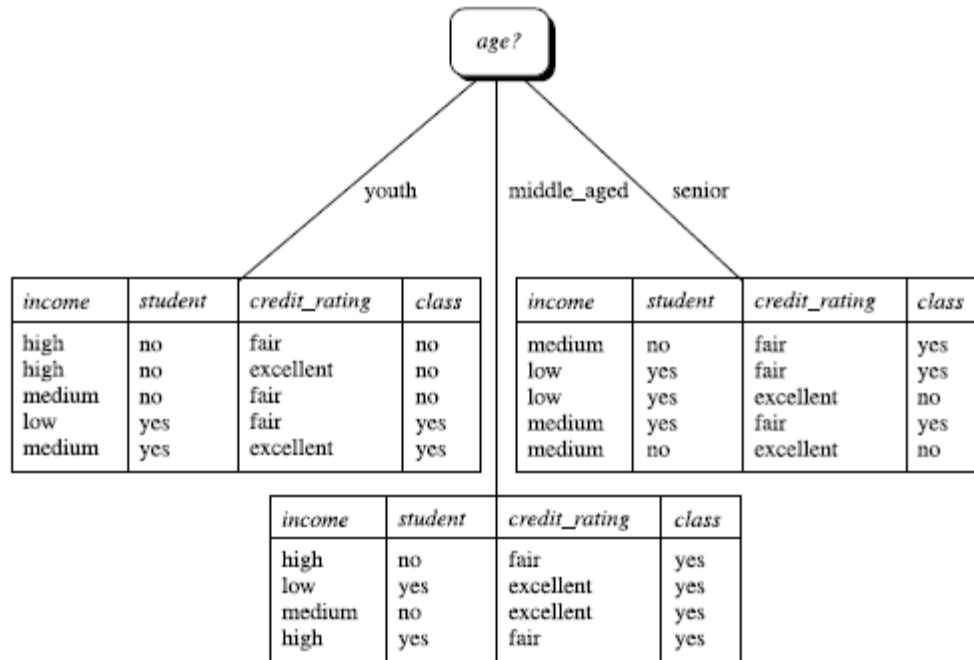 age?
youth
middle_aged
senior
income student credit_rating class
high no fair no
high no excellent no
medium no fair no
low yes fair yes
medium yes excellent yes
income student credit_rating class
medium no fair yes
low yes fair yes
low yes excellent no
medium yes fair yes
medium no excellent no
income student credit_rating class
high no fair yes
low yes excellent yes
medium no excellent yes
high yes fair yes